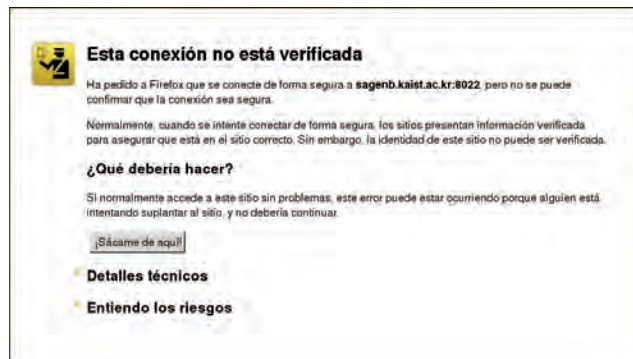 Esta conexión no está verificada
Ha pedido a Firefox que se conecte de forma segura a sagenb.kaist.ac.kr:8022, pero no se puede
confirmar que la conexión sea segura.
Normalmente, cuando se intente conectar de forma segura, los sitios presentan información verificada
para asegurar que está en el sitio correcto. Sin embargo, la identidad de este sitio no puede ser verificada.
¿Qué debería hacer?
Si normalmente accede a este sitio sin problemas, este error puede estar ocurriendo porque alguien está
intentando suplantar al sitio, y no debería continuar.
¡Sácame de aquí!
Detalles técnicos
Entiendo los riesgos